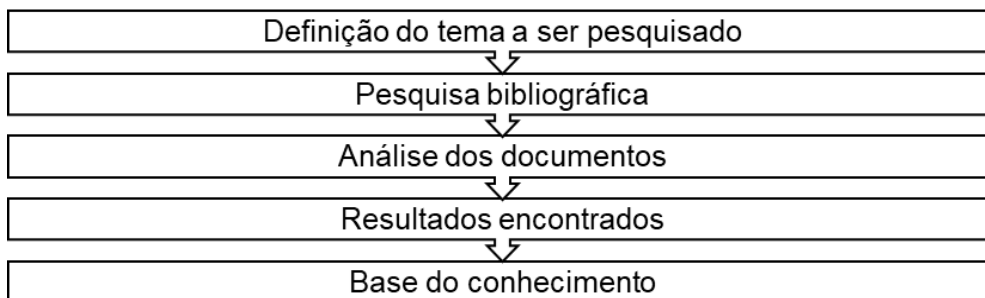 Definição do tema a ser pesquisado
Pesquisa bibliográfica
Análise dos documentos
Resultados encontrados
Base do conhecimento